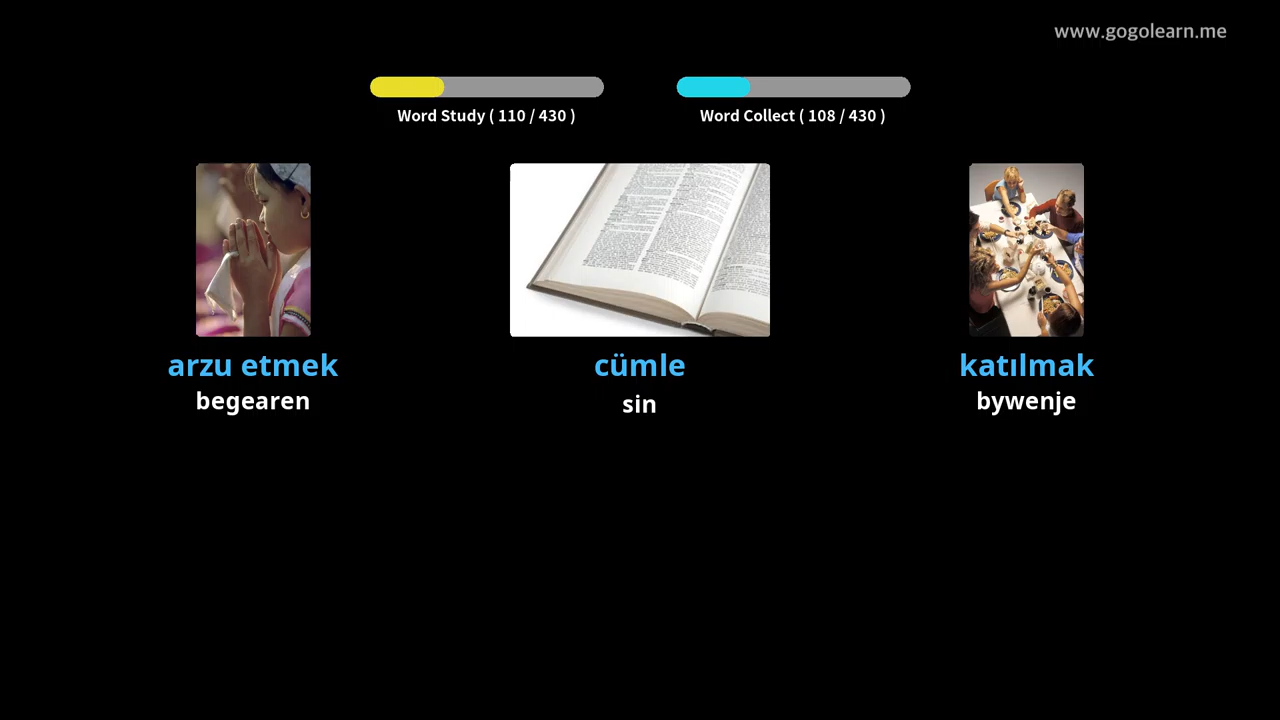 www.gogolearn.me
Word Study ( 110 / 430 )
Word Collect ( 108 / 430 )
arzu etmek
begearen
cümle
sin
katılmak
bywenje